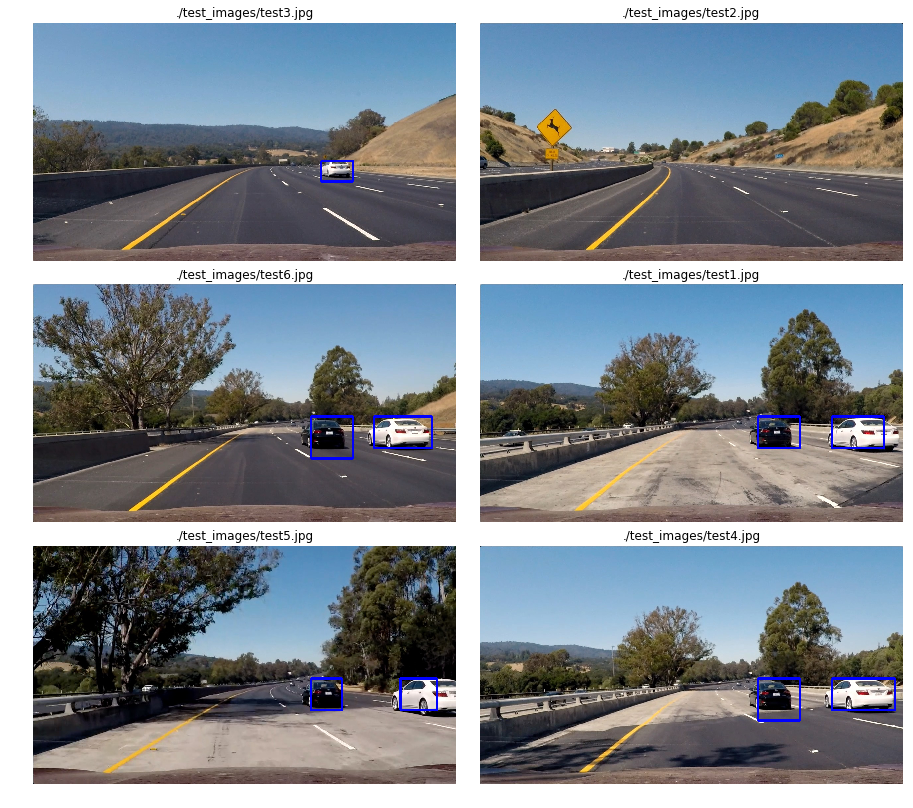 ./test_images/test3.jpg
./test_images/test2.jpg
./test_images/test6.jpg
./test_images/test1.jpg
./test_images/test5.jpg
./test_images/test4.jpg